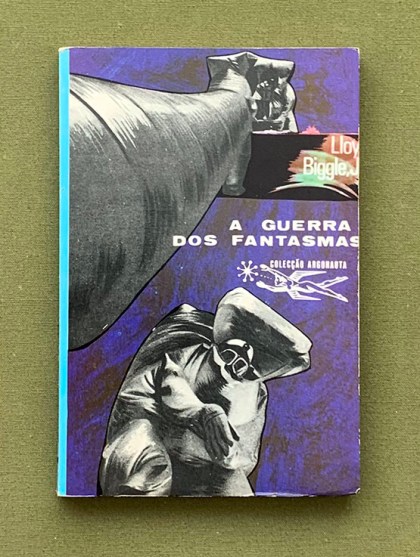 Lloy
Biggle, J
A GUERRA
DOS FANTASMAS
COLECÇÃO ARGONAUTA